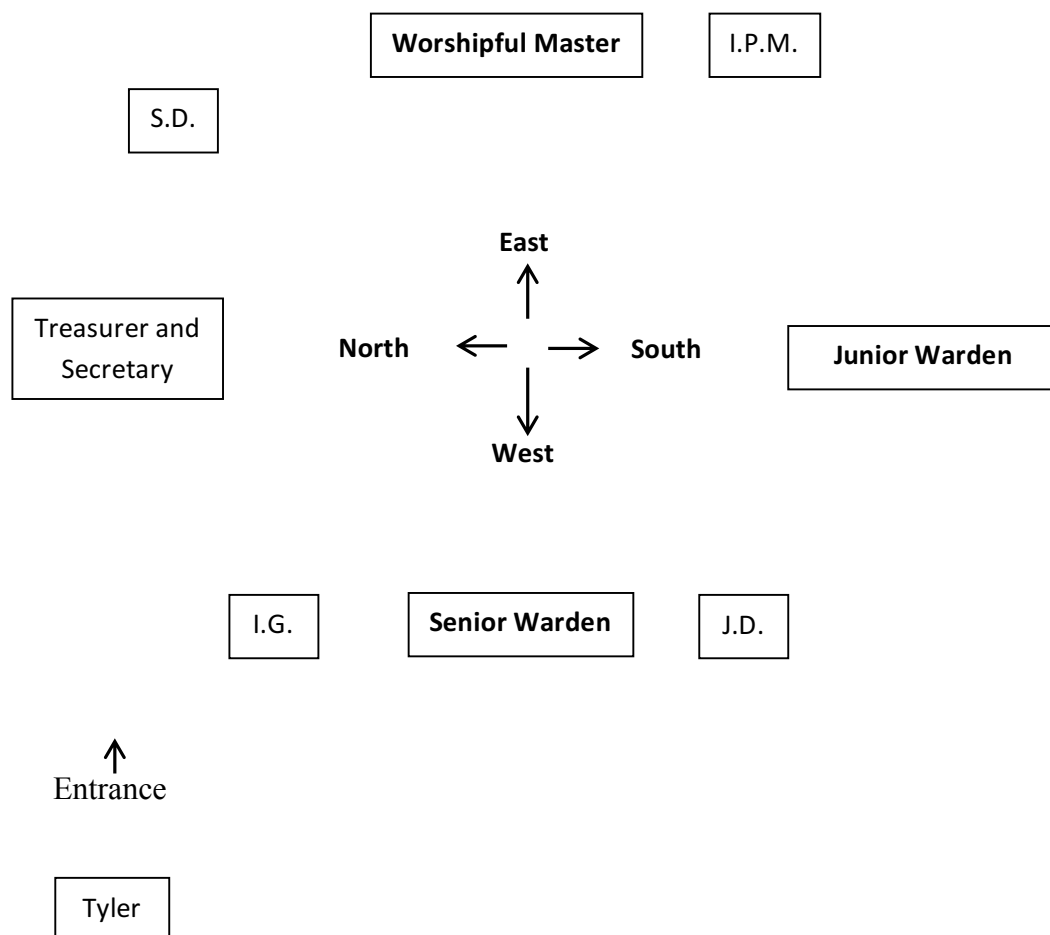 Worshipful Master
I.P.M.
S.D.
East
Treasurer and
Secretary
North
South
Junior Warden
West
I.G.
Senior Warden
J.D.
Entrance
Tyler